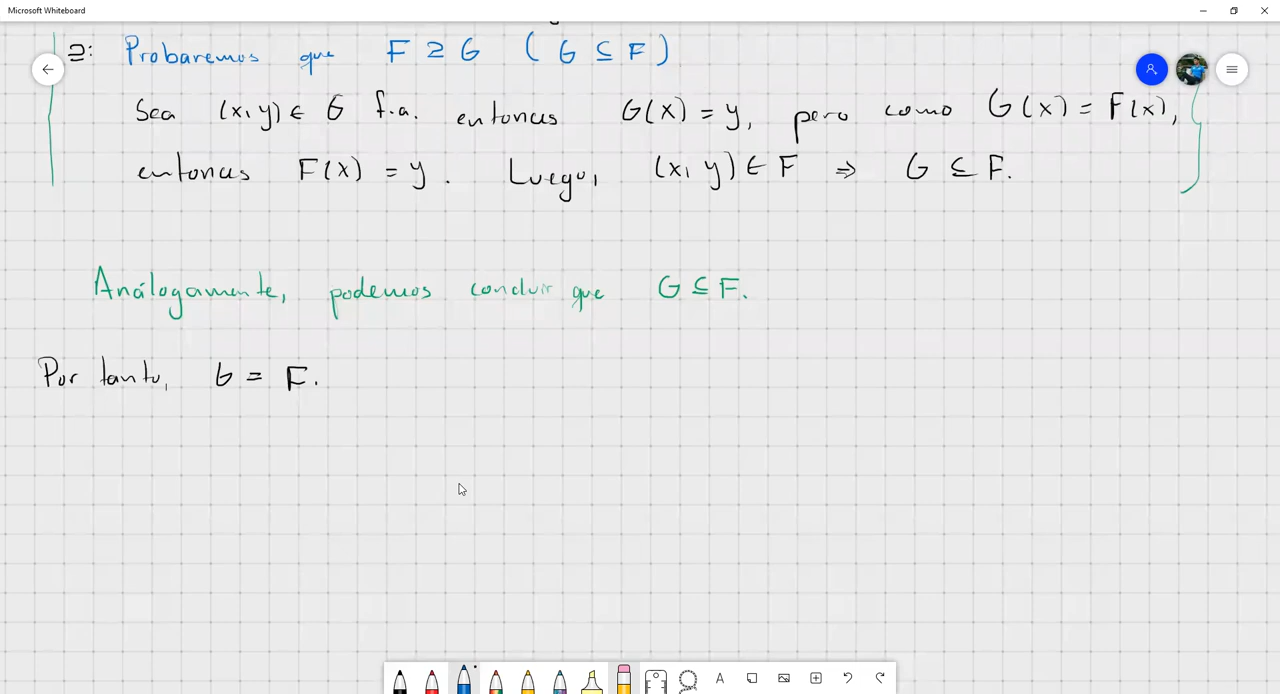 Microsoft Whiteboard
⊇: Probaremos que F ⊇ G ( G ⊆ F )
Sea (x,y) ∈ G f.a. entonces G(x) = y, pero como G(x) = F(x),
entonces F(x) = y. Luego, (x, y) ∈ F ⇒ G ⊆ F.
Análogamente, podemos concluir que G ⊆ F.
Por tanto, G = F.